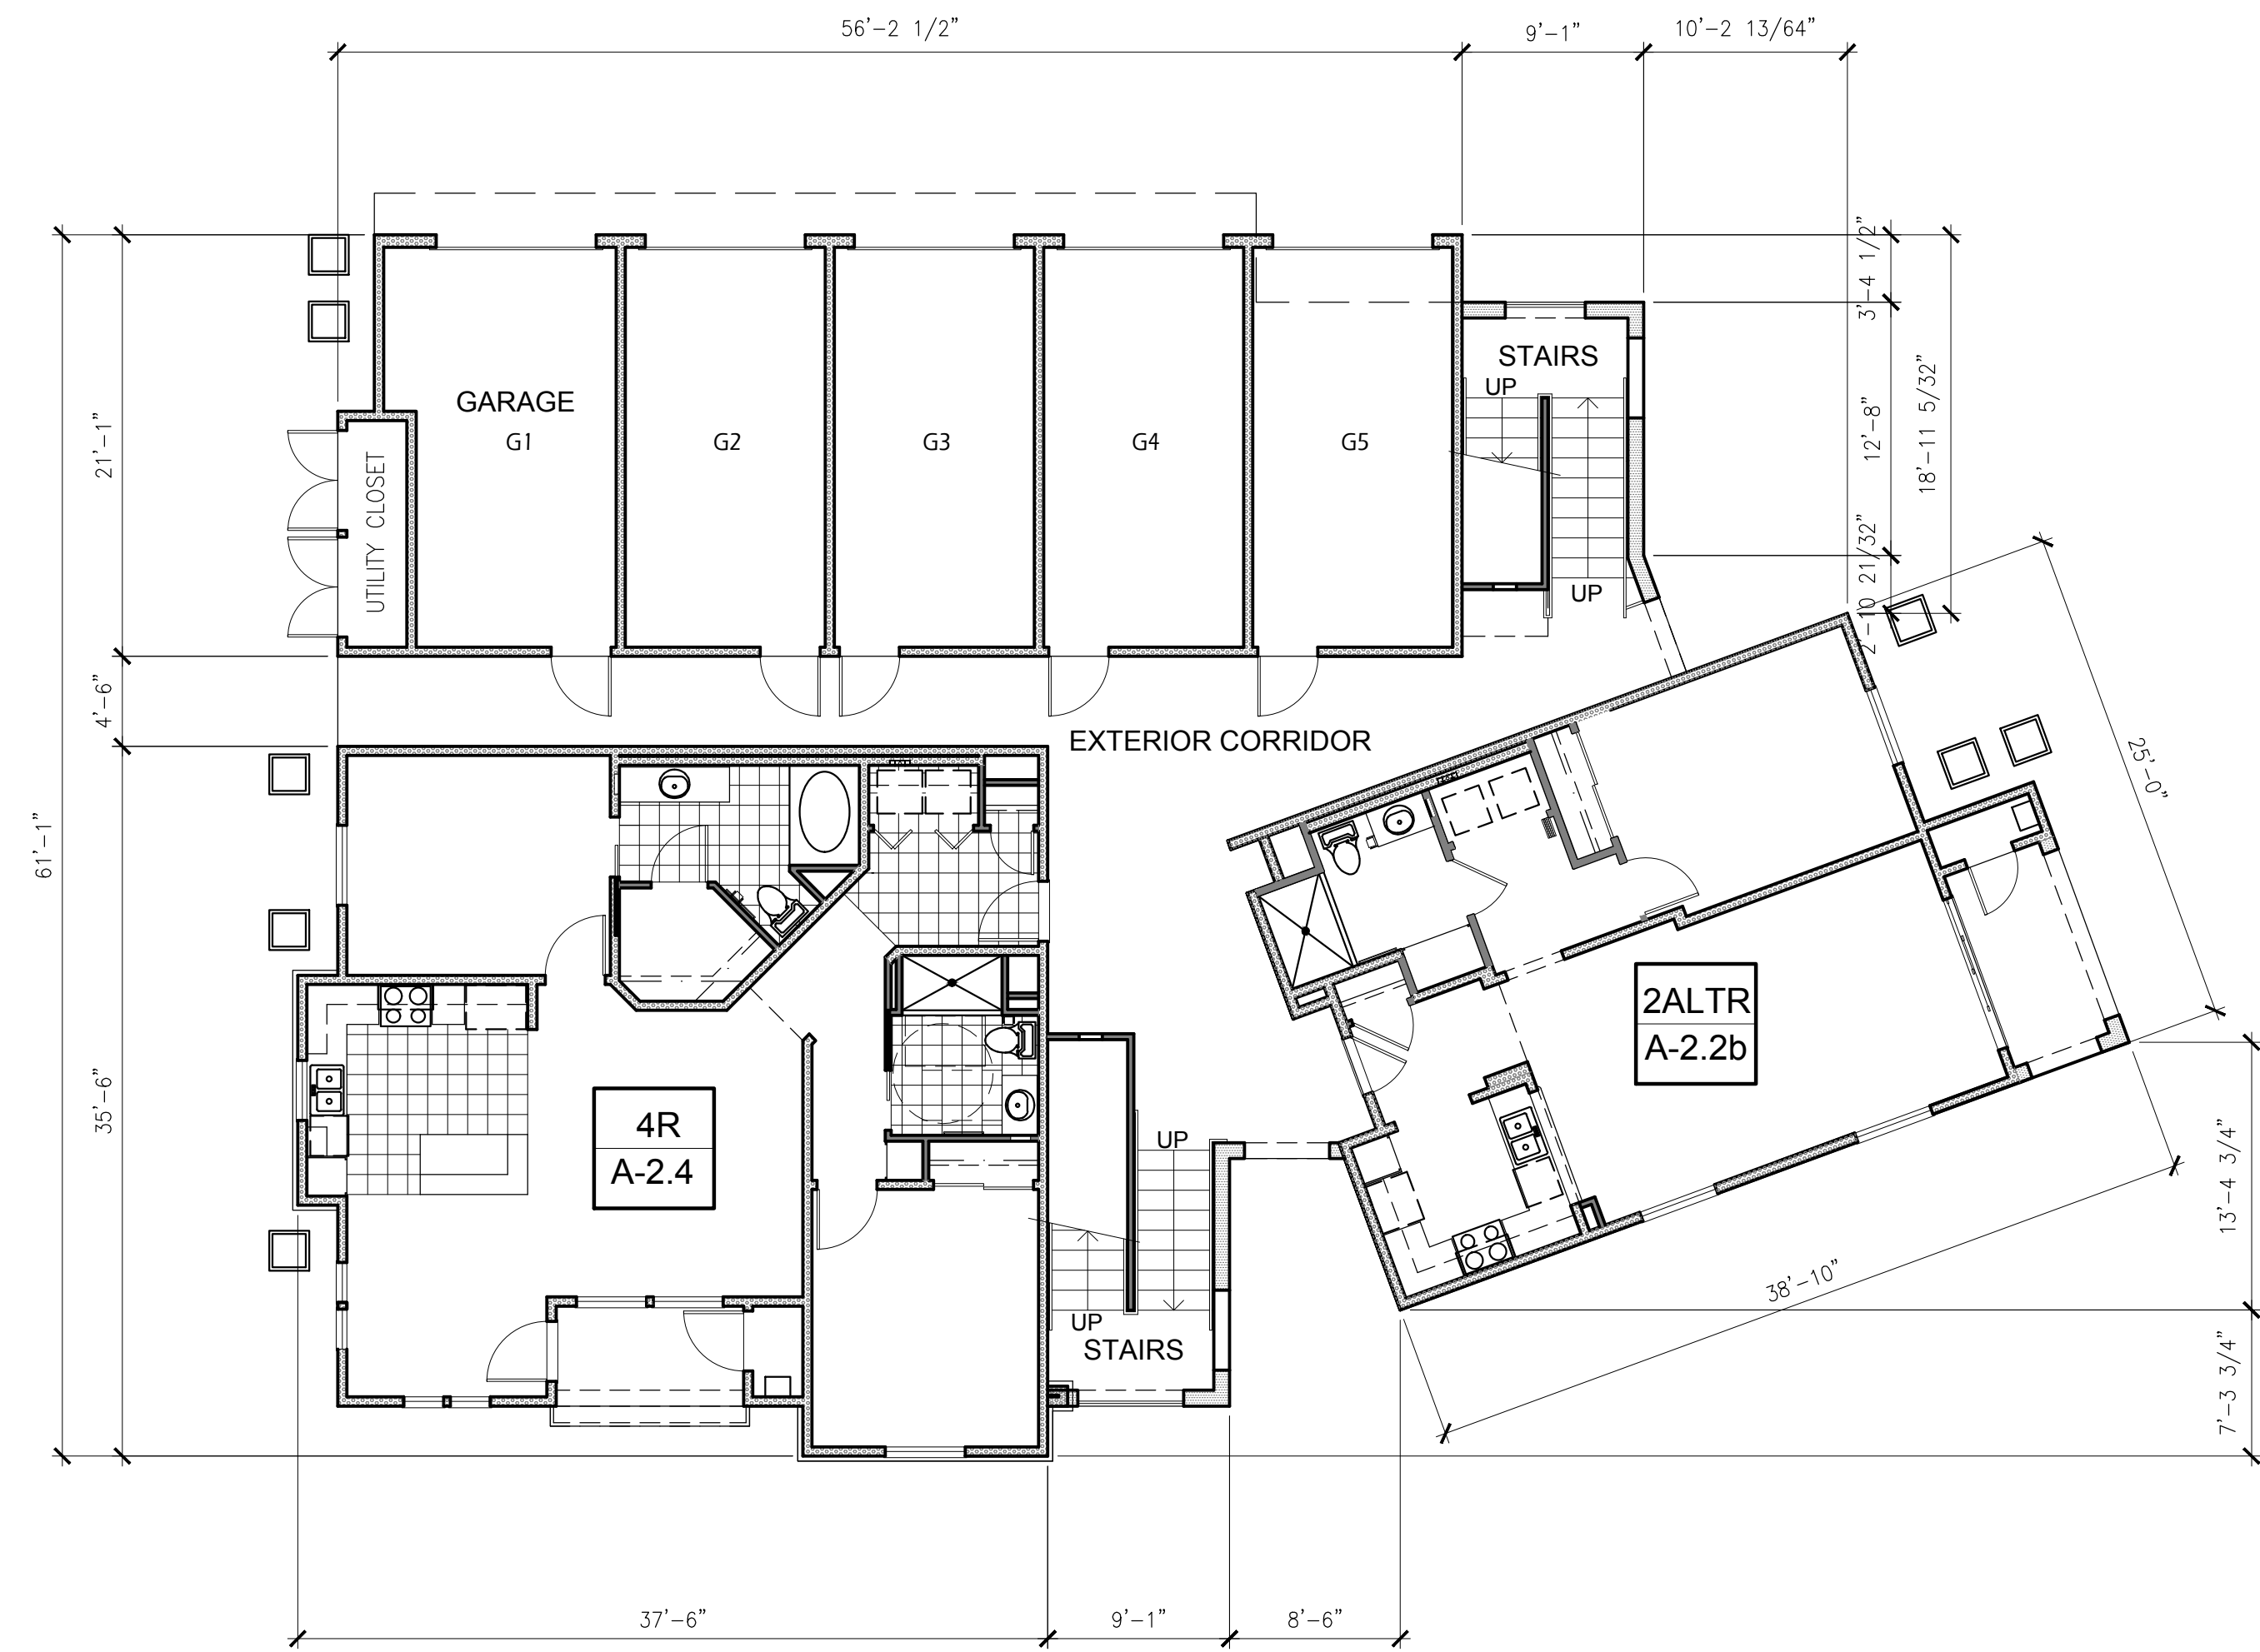 56'-2 1/2"
9'-1"
10'-2 13/64"
3'-4 1/2"
STAIRS
UP
18'-11 5/32"
12'-8"
GARAGE
G1
G2
G3
G4
G5
21'-1"
UTILITY CLOSET
2'-10 21/32"
UP
4'-6"
EXTERIOR CORRIDOR
25'-0"
61'-1"
2ALTR
A-2.2b
35'-6"
4R
A-2.4
UP
13'-4 3/4"
38'-10"
UP
STAIRS
7'-3 3/4"
37'-6"
9'-1"
8'-6"